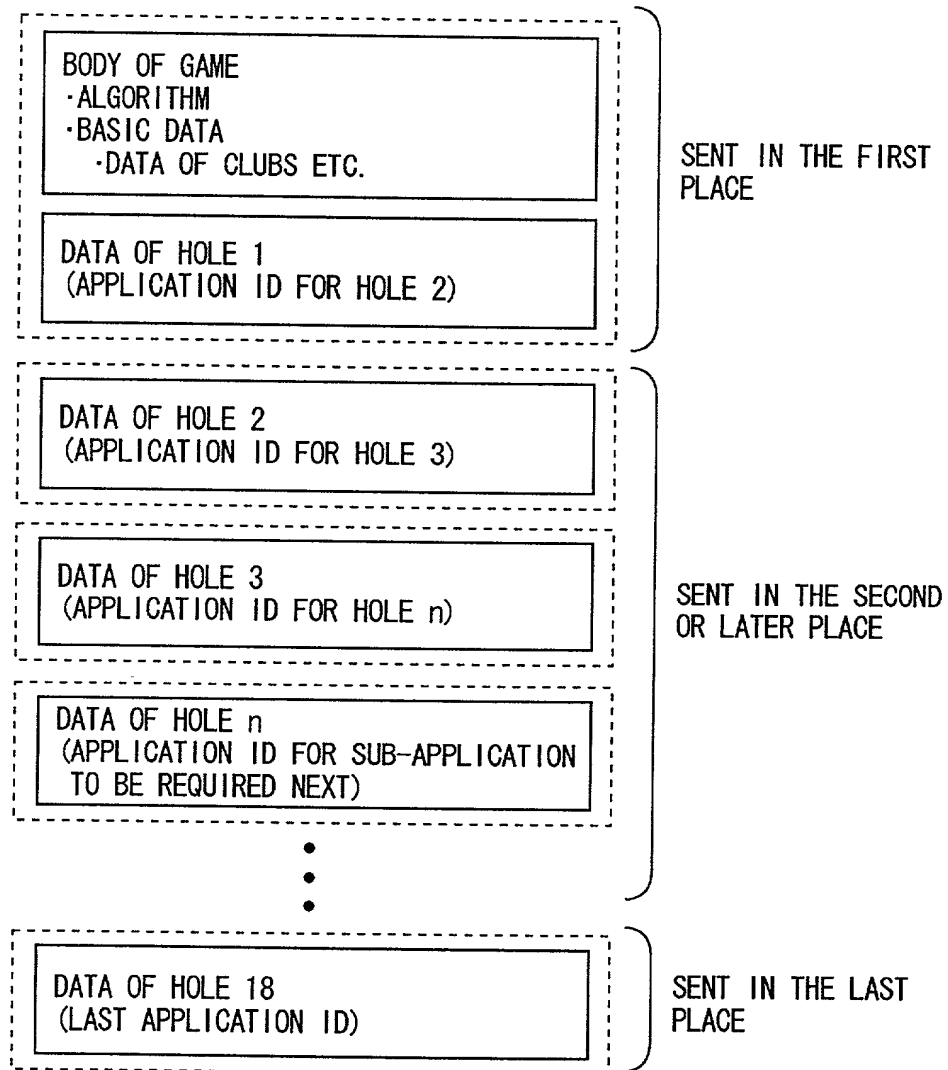 BODY OF GAME
·ALGORITHM
·BASIC DATA
·DATA OF CLUBS ETC.
SENT IN THE FIRST
PLACE
DATA OF HOLE 1
(APPLICATION ID FOR HOLE 2)
DATA OF HOLE 2
(APPLICATION ID FOR HOLE 3)
DATA OF HOLE 3
(APPLICATION ID FOR HOLE n)
SENT IN THE SECOND
OR LATER PLACE
DATA OF HOLE n
(APPLICATION ID FOR SUB-APPLICATION
TO BE REQUIRED NEXT)
DATA OF HOLE 18
(LAST APPLICATION ID)
SENT IN THE LAST
PLACE